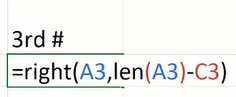 3rd #
=right(A3,len(A3)-C3)